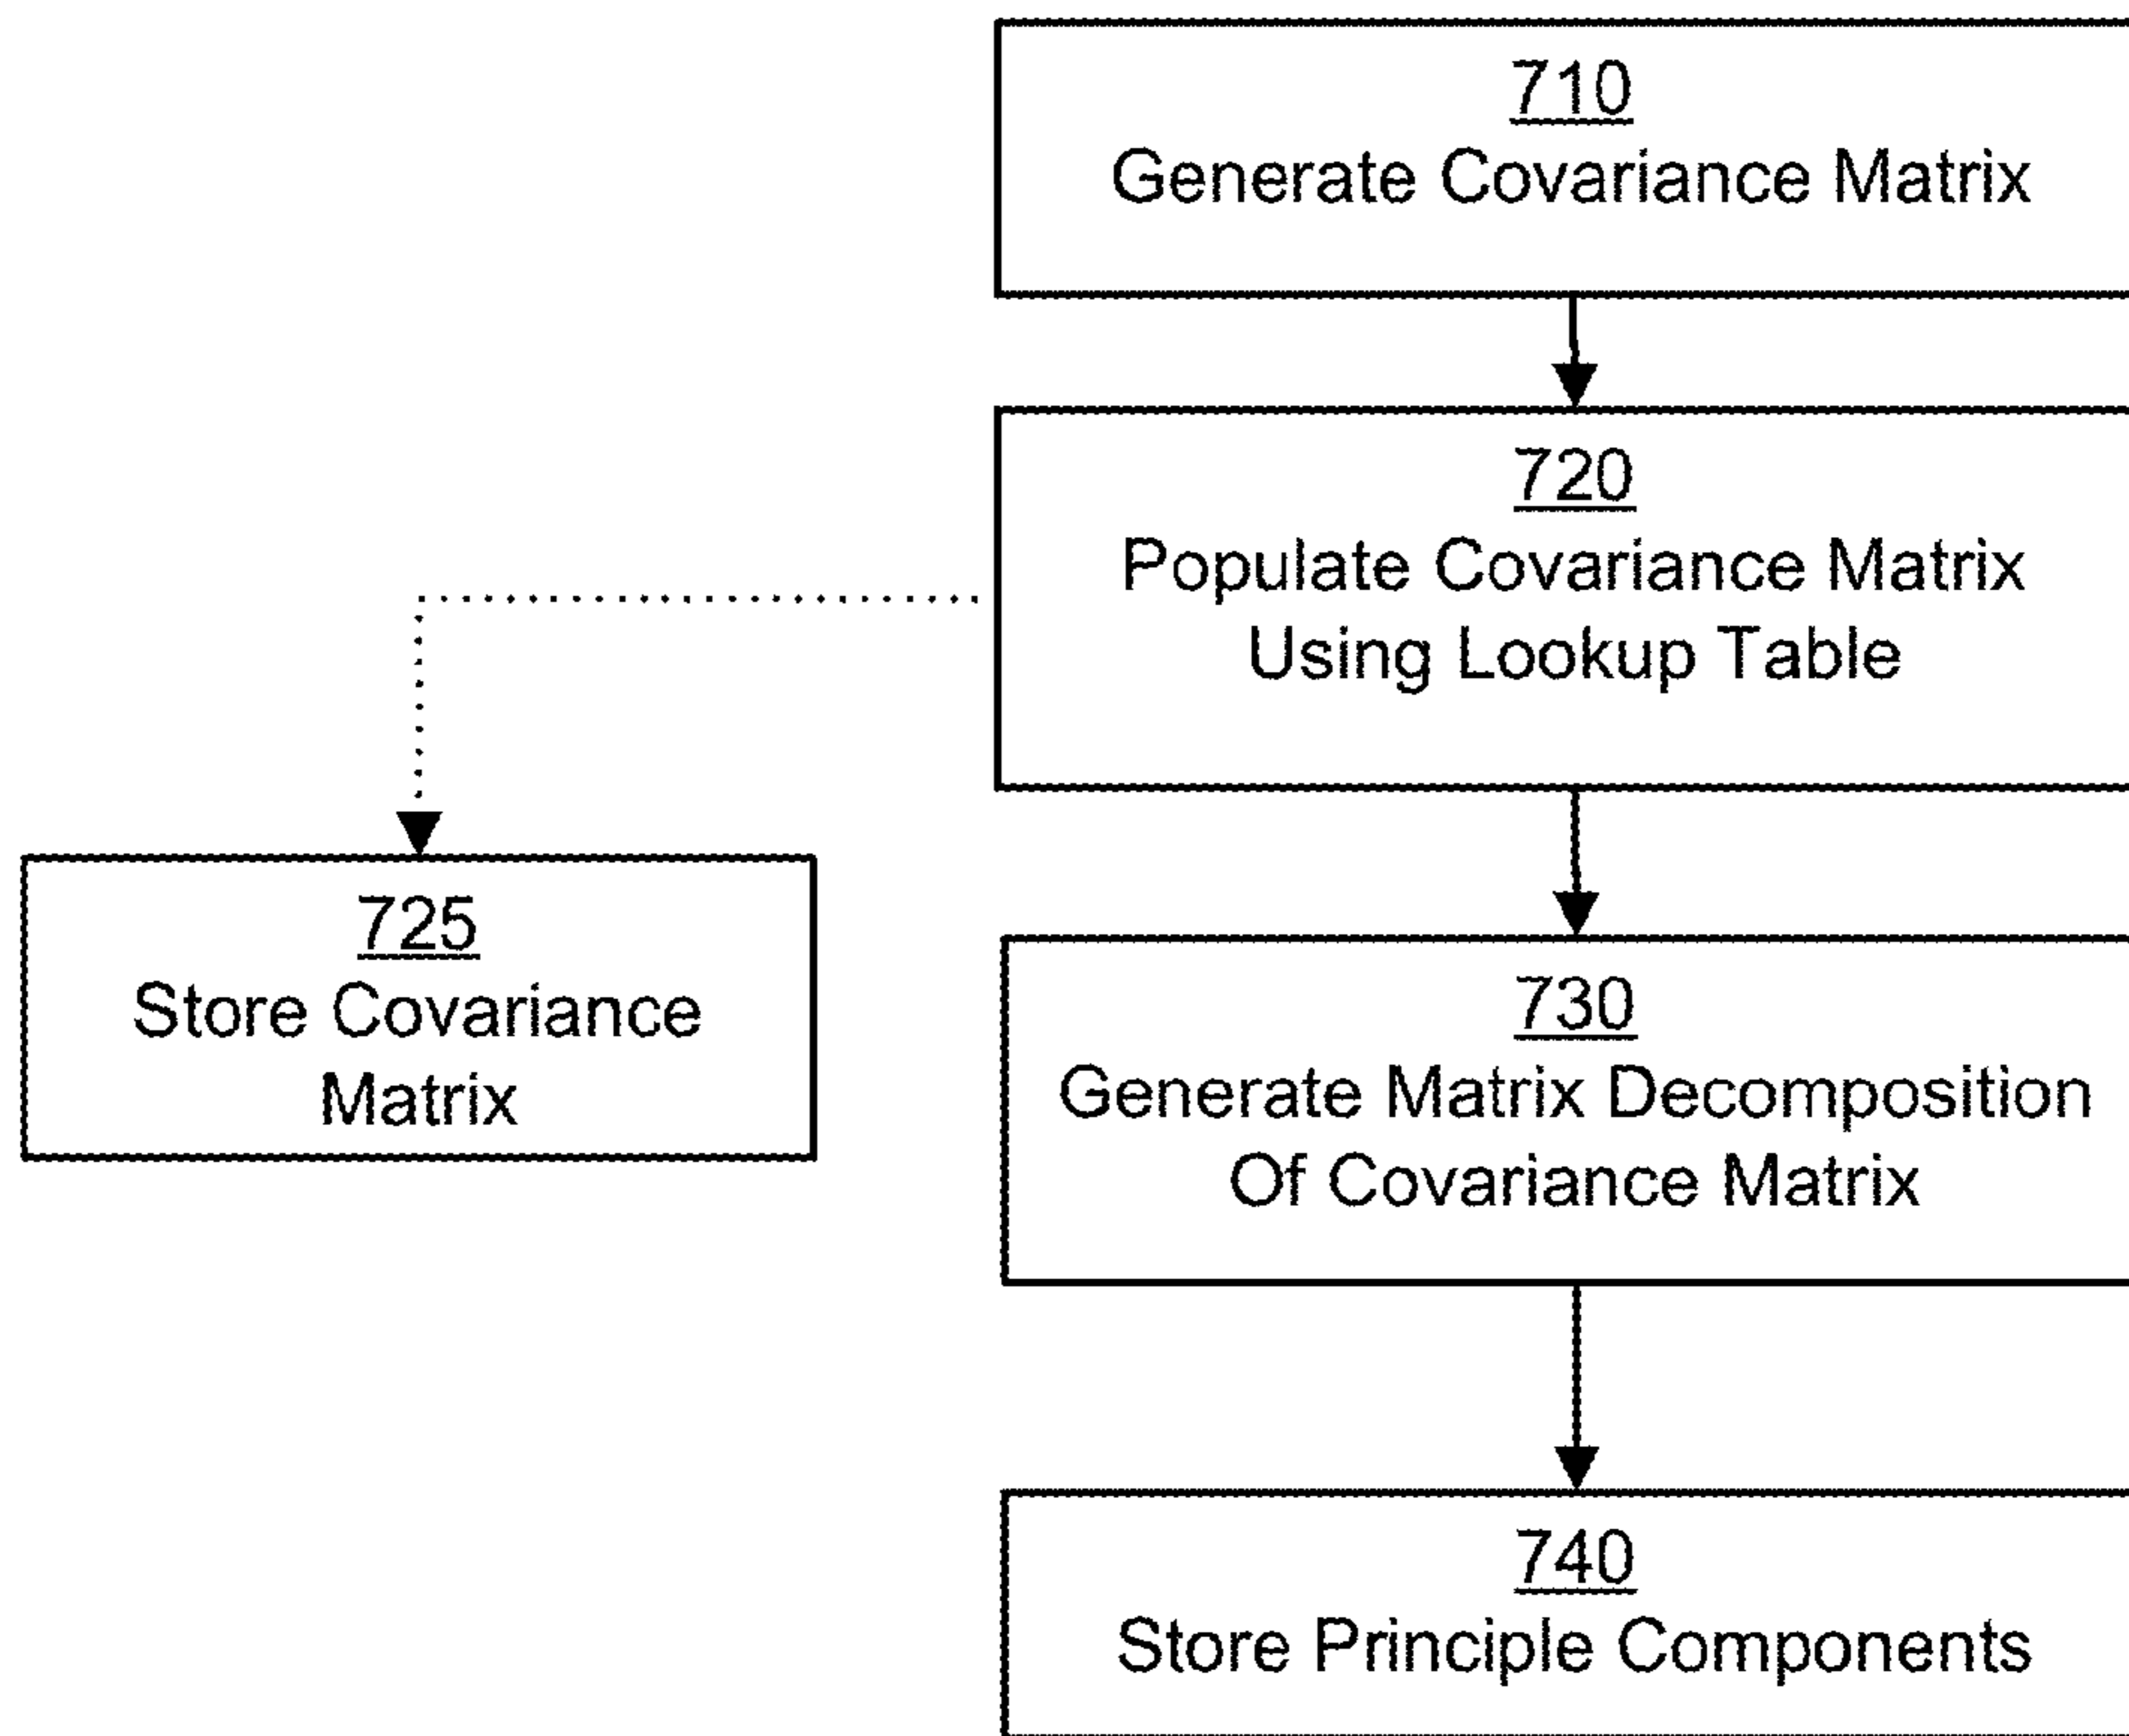 710
Generate Covariance Matrix
720
Populate Covariance Matrix
Using Lookup Table
725
Store Covariance
Matrix
730
Generate Matrix Decomposition
Of Covariance Matrix
740
Store Principle Components